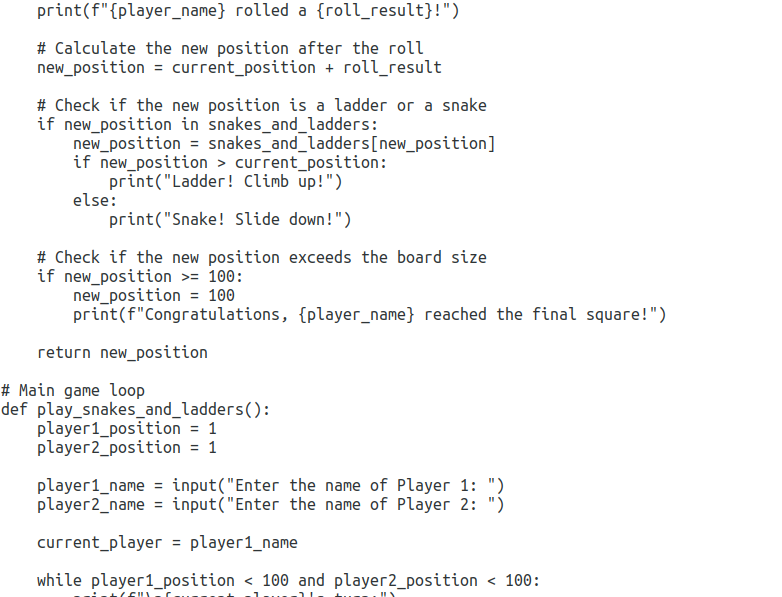 print(f"{player_name} rolled a {roll_result}!")

    # Calculate the new position after the roll
    new_position = current_position + roll_result

    # Check if the new position is a ladder or a snake
    if new_position in snakes_and_ladders:
        new_position = snakes_and_ladders[new_position]
        if new_position > current_position:
            print("Ladder! Climb up!")
        else:
            print("Snake! Slide down!")

    # Check if the new position exceeds the board size
    if new_position >= 100:
        new_position = 100
        print(f"Congratulations, {player_name} reached the final square!")

    return new_position

# Main game loop
def play_snakes_and_ladders():
    player1_position = 1
    player2_position = 1

    player1_name = input("Enter the name of Player 1: ")
    player2_name = input("Enter the name of Player 2: ")

    current_player = player1_name

    while player1_position < 100 and player2_position < 100:
        print(f"\n{current_player}'s turn:")